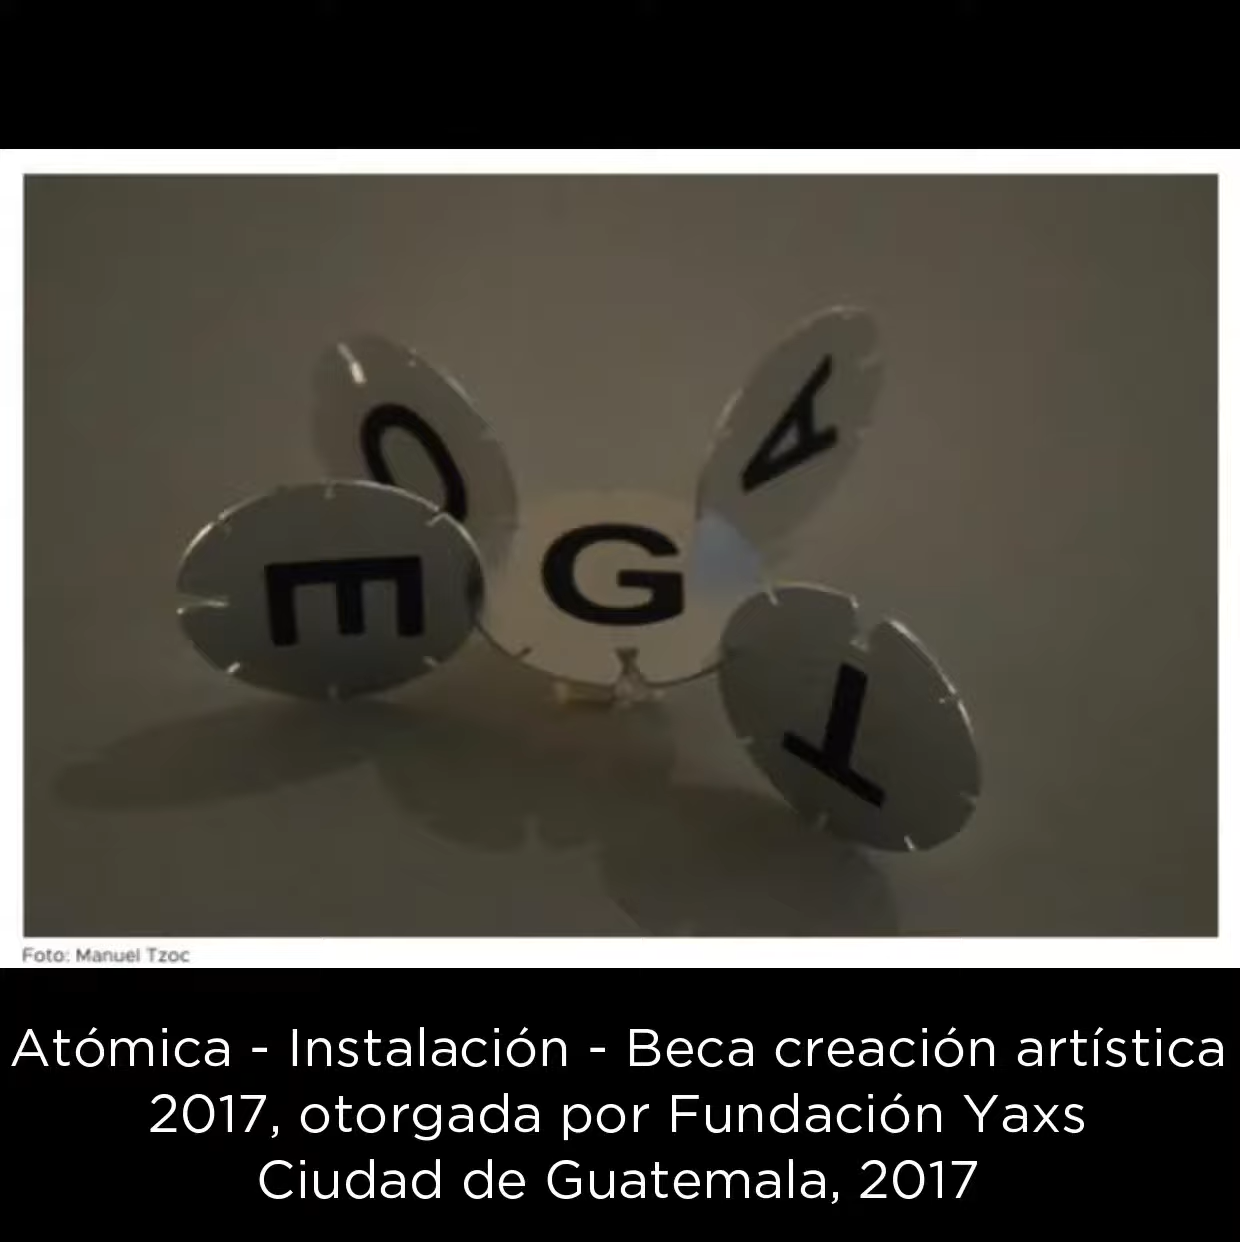 O
A
E
G
T
Foto: Manuel Tzoc
Atómica - Instalación - Beca creación artística
2017, otorgada por Fundación Yaxs
Ciudad de Guatemala, 2017